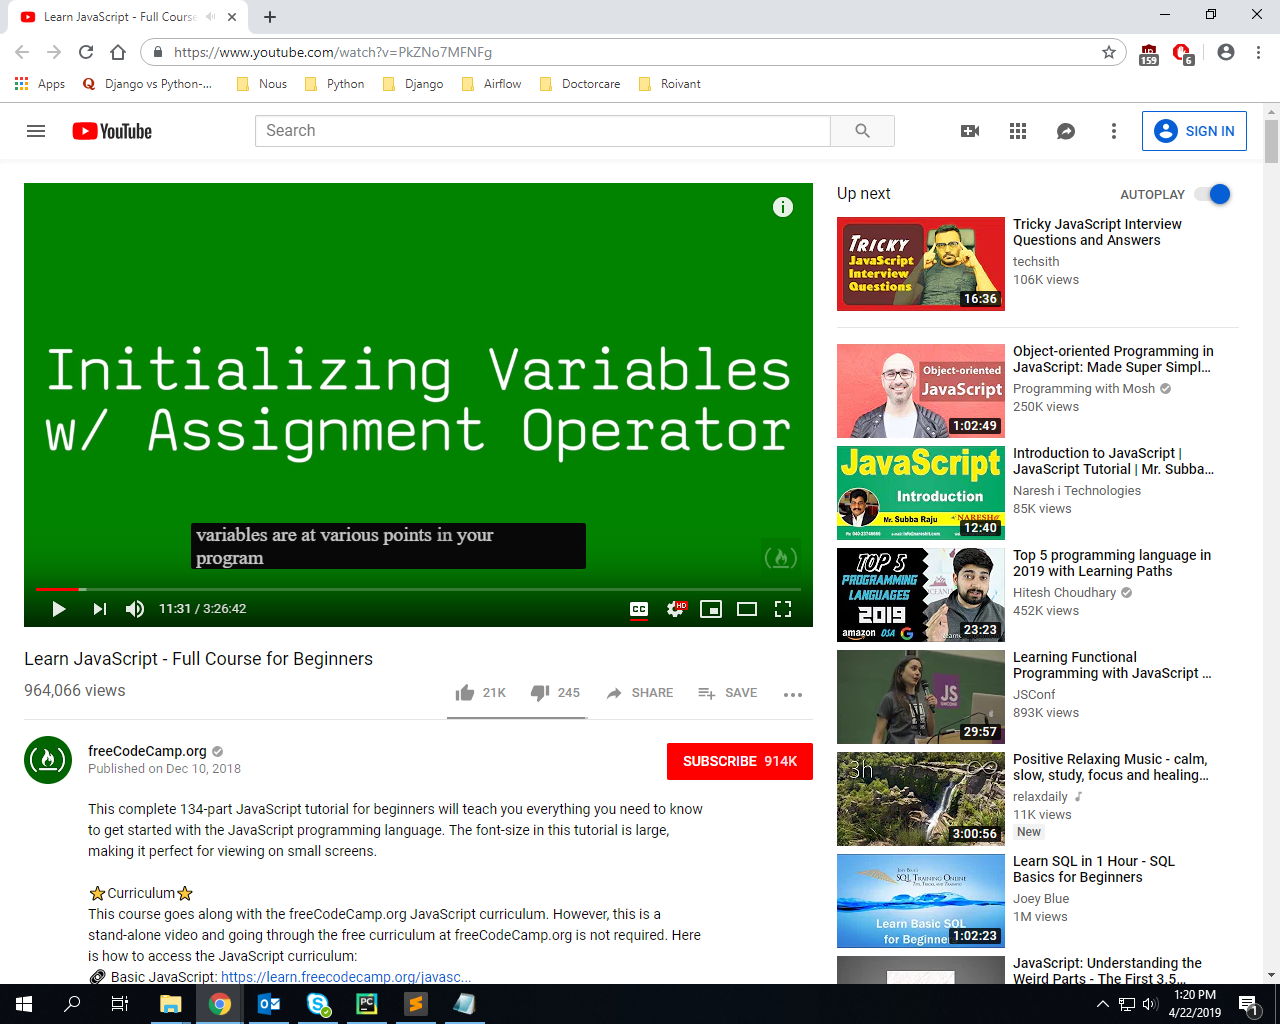 Learn JavaScript - Full Course
https://www.youtube.com/watch?v=PkZNo7MFNFg
159
6
Apps
Django vs Python-...
Nous
Python
Django
Airflow
Doctorcare
Roivant
YouTube
Search
SIGN IN
Initializing Variables
w/ Assignment Operator
variables are at various points in your
program
11:31 / 3:26:42
CC
HD
Learn JavaScript - Full Course for Beginners
964,066 views
21K
245
SHARE
SAVE
freeCodeCamp.org
Published on Dec 10, 2018
SUBSCRIBE 914K
This complete 134-part JavaScript tutorial for beginners will teach you everything you need to know
to get started with the JavaScript programming language. The font-size in this tutorial is large,
making it perfect for viewing on small screens.
⭐Curriculum⭐
This course goes along with the freeCodeCamp.org JavaScript curriculum. However, this is a
stand-alone video and going through the free curriculum at freeCodeCamp.org is not required. Here
is how to access the JavaScript curriculum:
🔗 Basic JavaScript: https://learn.freecodecamp.org/javasc...
Up next
AUTOPLAY
TRICKY
JavaScript
Interview
Questions
16:36
Tricky JavaScript Interview
Questions and Answers
techsith
106K views
Object-oriented
JavaScript
1:02:49
Object-oriented Programming in
JavaScript: Made Super Simpl...
Programming with Mosh
250K views
JavaScript
Introduction
Mr. Subba Raju
12:40
Introduction to JavaScript |
JavaScript Tutorial | Mr. Subba...
Naresh i Technologies
85K views
TOP 5
PROGRAMMING
LANGUAGES
2019
amazon
G
23:23
Top 5 programming language in
2019 with Learning Paths
Hitesh Choudhary
452K views
JS
29:57
Learning Functional
Programming with JavaScript ...
JSConf
893K views
3h
3:00:56
Positive Relaxing Music - calm,
slow, study, focus and healing...
relaxdaily
11K views
New
SQL TRAINING ONLINE
Learn Basic SQL
for Beginne
1:02:23
Learn SQL in 1 Hour - SQL
Basics for Beginners
Joey Blue
1M views
JavaScript: Understanding the
Weird Parts - The First 3.5...
PC
1:20 PM
4/22/2019
1